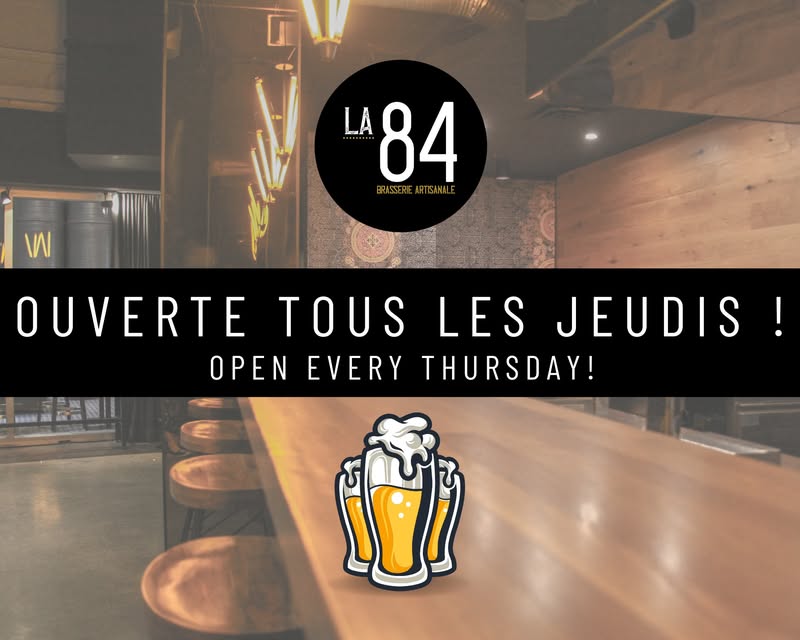 LA
84
BRASSERIE ARTISANALE
OUVERTE TOUS LES JEUDIS !
OPEN EVERY THURSDAY!